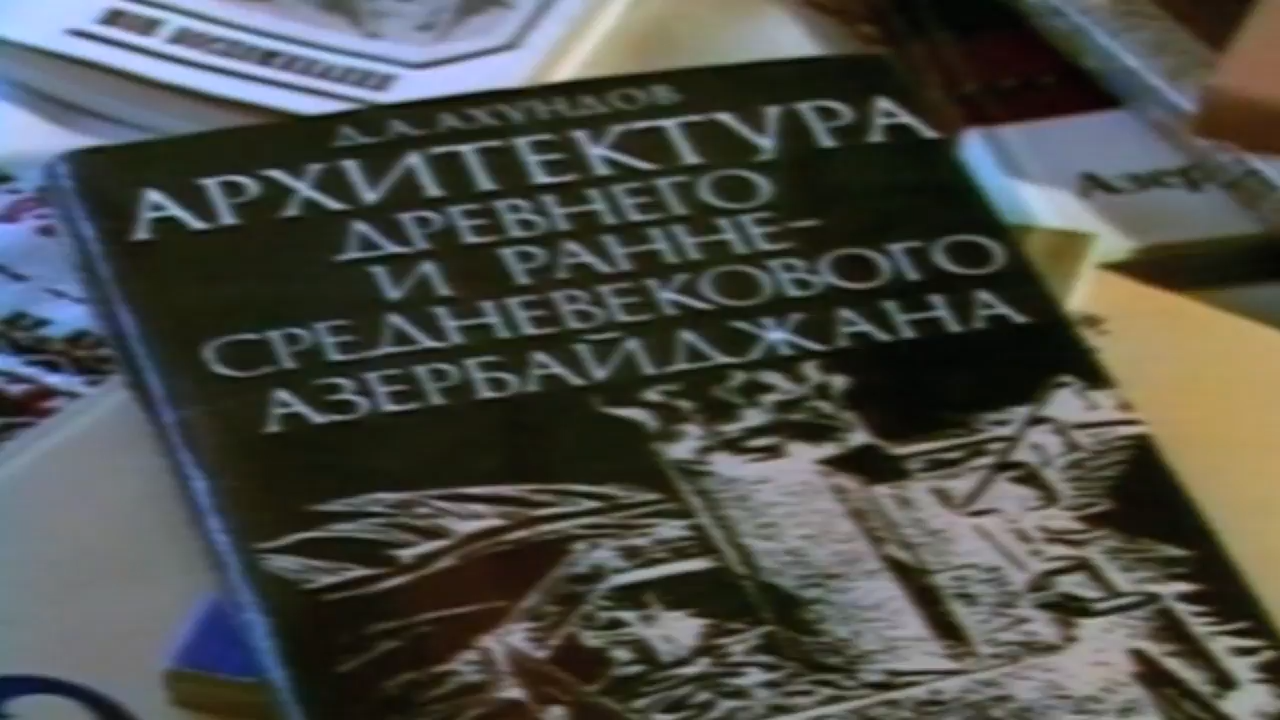 Д.А.АХУНДОВ
АРХИТЕКТУРА
ДРЕВНЕГО
И РАННЕ-
СРЕДНЕВЕКОВОГО
АЗЕРБАЙДЖАНА